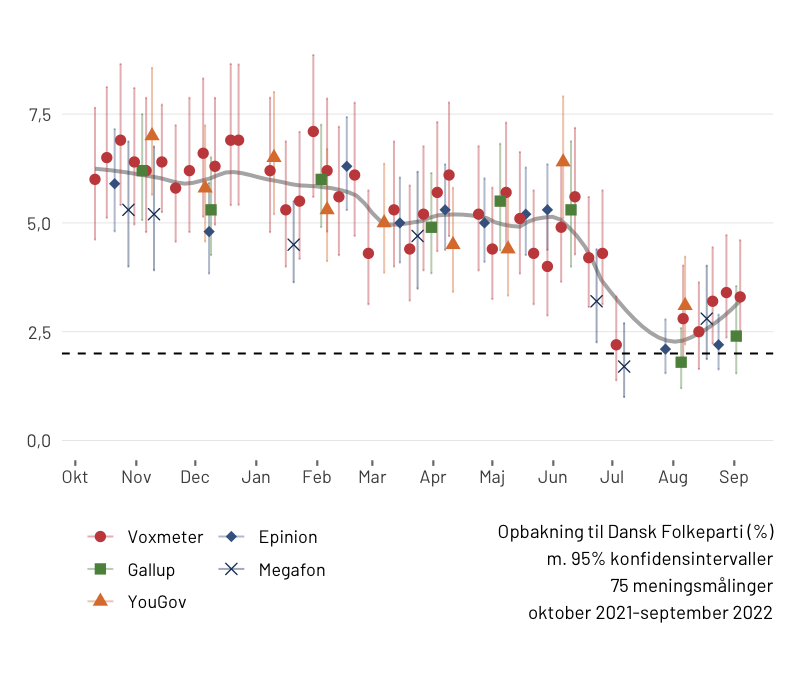 7,5
5,0
2,5
0,0
Okt Nov Dec Jan Feb Mar Apr Maj Jun Jul Aug Sep
Voxmeter Epinion
Gallup Megafon
YouGov
Opbakning til Dansk Folkeparti (%)
m. 95% konfidensintervaller
75 meningsmålinger
oktober 2021-september 2022